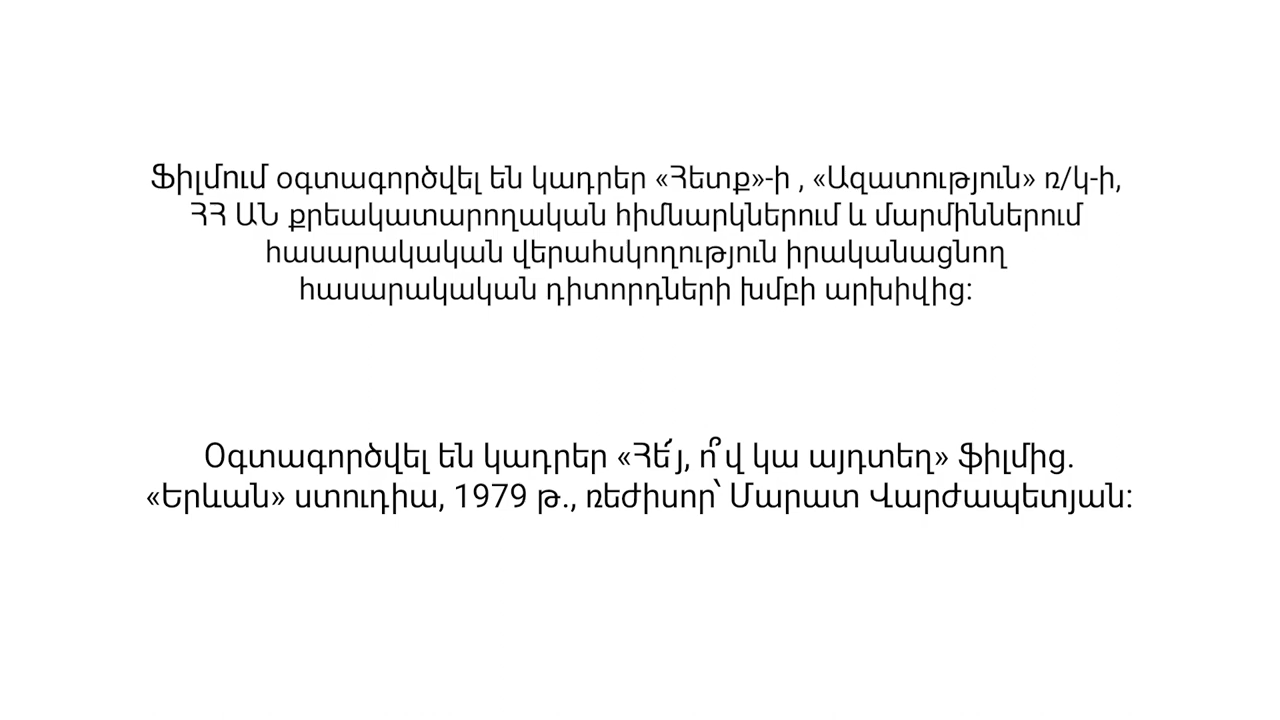 Ֆիլմում օգտագործվել են կադրեր «Հետք»-ի , «Ազատություն» ռ/կ-ի,
ՀՀ ԱՆ քրեակատարողական հիմնարկներում և մարմիններում
հասարակական վերահսկողություն իրականացնող
հասարակական դիտորդների խմբի արխիվից:
Օգտագործվել են կադրեր «Հե՛յ, ո՞վ կա այդտեղ» ֆիլմից.
«Երևան» ստուդիա, 1979 թ., ռեժիսոր՝ Մարատ Վարժապետյան: